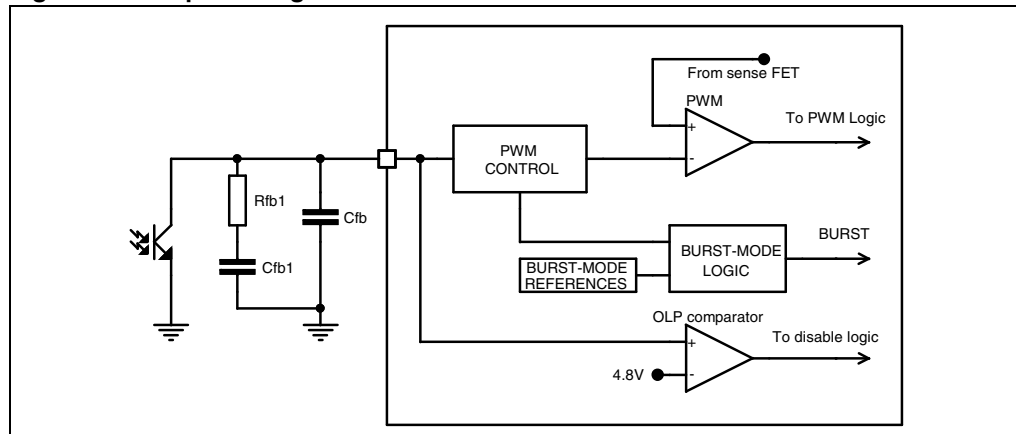 From sense FET
PWM
+
-
To PWM Logic
PWM
CONTROL
Rfb1
Cfb
Cfb1
BURST
BURST-MODE
LOGIC
BURST-MODE
REFERENCES
OLP comparator
+
-
To disable logic
4.8V